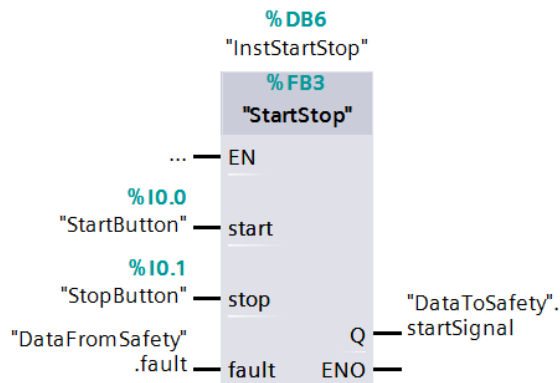 %DB6
"InstStartStop"
%FB3
"StartStop"
... EN
%I0.0
"StartButton" start
%I0.1
"StopButton" stop
"DataToSafety".
Q startSignal
"DataFromSafety"
.fault fault ENO